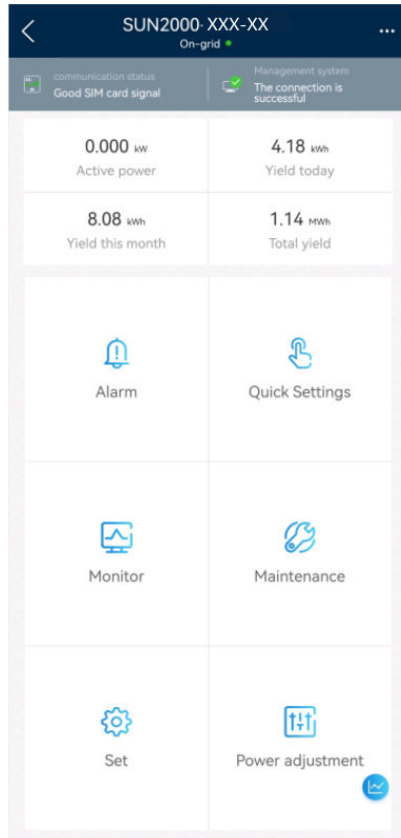 SUN2000-XXX-XX
On-grid
communication status
Good SIM card signal
Management system
The connection is
successful
0.000 kW
Active power
4.18 kWh
Yield today
8.08 kWh
Yield this month
1.14 MWh
Total yield
Alarm
Quick Settings
Monitor
Maintenance
Set
Power adjustment